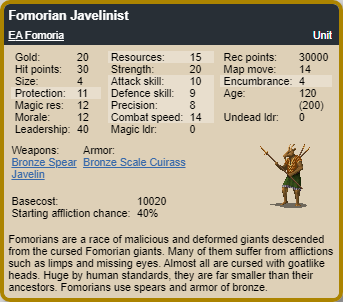 Fomorian Javelinist
EA Fomoria Unit
Gold: 20 Resources: 15 Rec points: 30000
Hit points: 30 Strength: 20 Map move: 14
Size: 4 Attack skill: 10 Encumbrance: 4
Protection: 11 Defence skill: 9 Age: 120
Magic res: 12 Precision: 8 (200)
Morale: 12 Combat speed: 14 Undead ldr: 0
Leadership: 40 Magic ldr: 0
Weapons: Armor:
Bronze Spear Bronze Scale Cuirass
Javelin
Basecost: 10020
Starting affliction chance: 40%
Fomorians are a race of malicious and deformed giants descended
from the cursed Fomorian giants. Many of them suffer from afflictions
such as limps and missing eyes. Almost all are cursed with goatlike
heads. Huge by human standards, they are far smaller than their
ancestors. Fomorians use spears and armor of bronze.